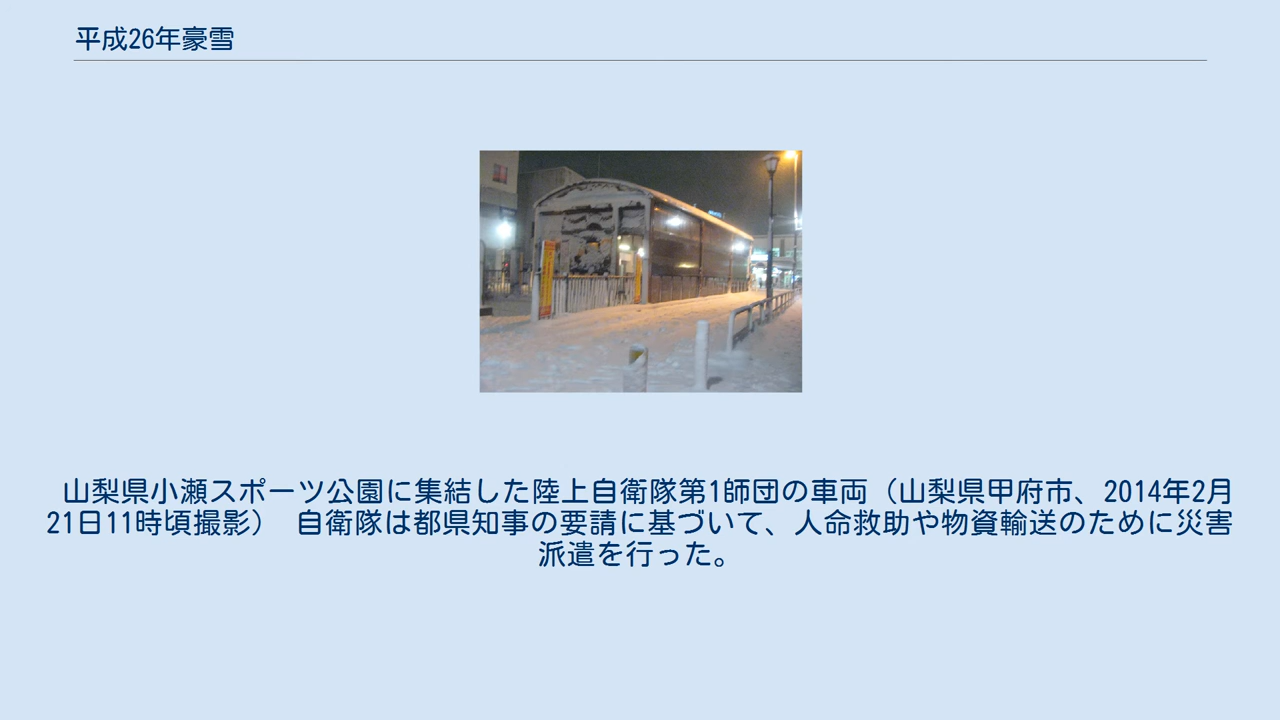 平成26年豪雪
山梨県小瀬スポーツ公園に集結した陸上自衛隊第1師団の車両（山梨県甲府市、2014年2月
21日11時頃撮影）　自衛隊は都県知事の要請に基づいて、人命救助や物資輸送のために災害
派遣を行った。